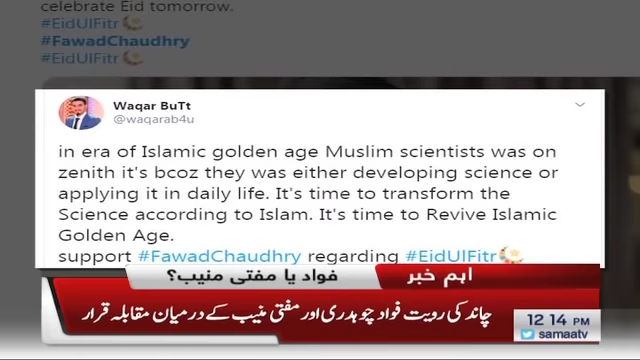 celebrate Eid tomorrow.
#EidUlFitr
#FawadChaudhry
#EidUlFitr
Waqar BuTt
@waqarab4u
in era of Islamic golden age Muslim scientists was on
zenith it's bcoz they was either developing science or
applying it in daily life. It's time to transform the
Science according to Islam. It's time to Revive Islamic
Golden Age.
support #FawadChaudhry regarding #EidUlFitr
فواد یا مفتی منیب؟
اہم خبر
چاند کی رویت فواد چوہدری اور مفتی منیب کے درمیان مقابلہ قرار
12 14 PM
samaatv